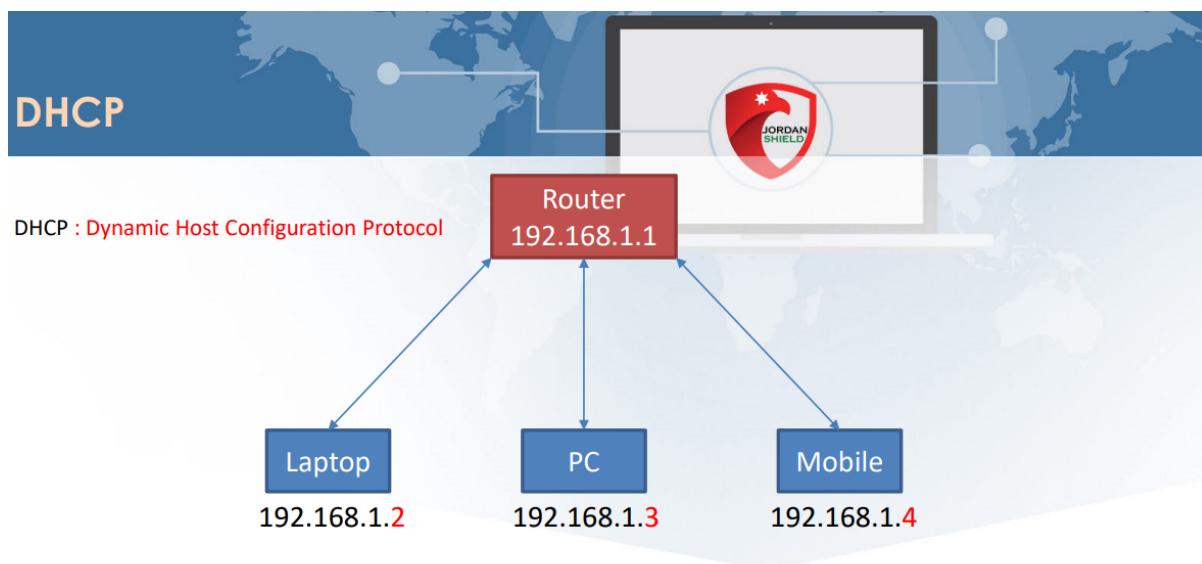 DHCP
JORDAN
SHIELD
Router
192.168.1.1
DHCP : Dynamic Host Configuration Protocol
Laptop
PC
Mobile
192.168.1.2
192.168.1.3
192.168.1.4